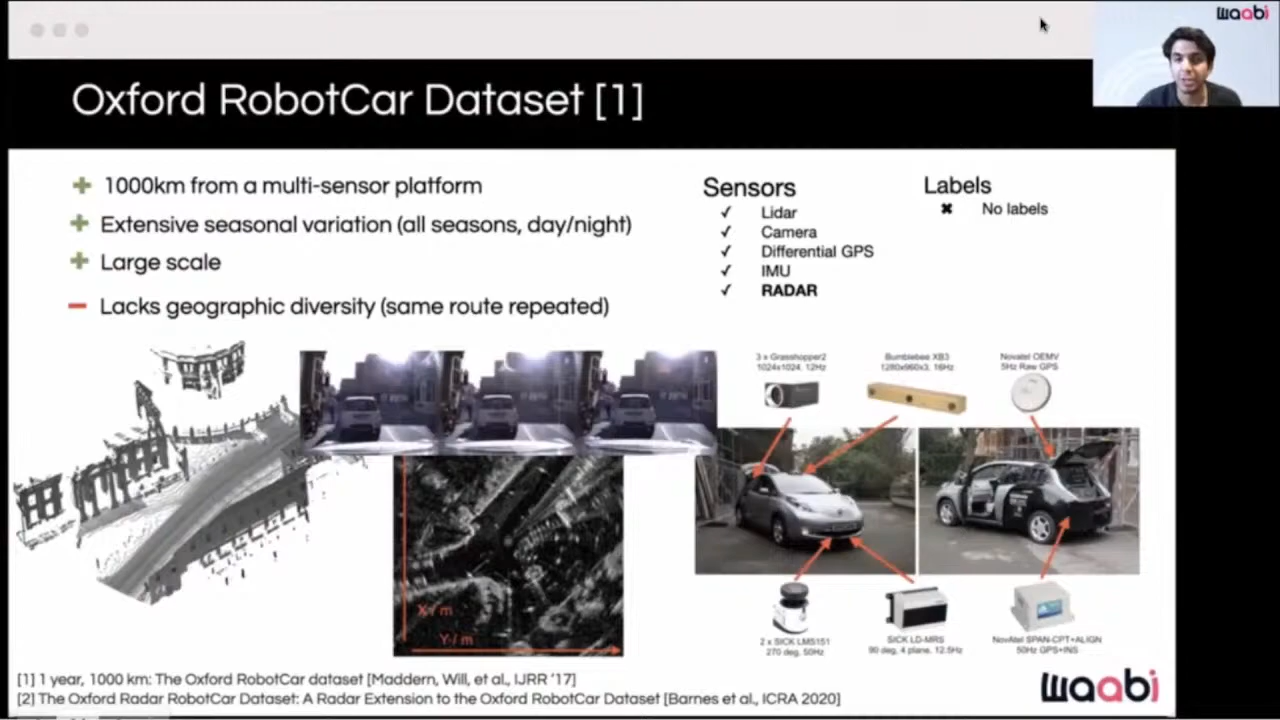 waabi
Oxford RobotCar Dataset [1]
1000km from a multi-sensor platform
Extensive seasonal variation (all seasons, day/night)
Large scale
Lacks geographic diversity (same route repeated)
Sensors
✓ Lidar
✓ Camera
✓ Differential GPS
✓ IMU
✓ RADAR
Labels
✖ No labels
3 x Grasshopper2
1024x1024, 12Hz
Bumblebee XB3
1280x960x3, 16Hz
Novatel OEMV
5Hz Raw GPS
X / m
Y / m
2 x SICK LMS151
270 deg, 50Hz
SICK LD-MRS
90 deg, 4 plane, 12.5Hz
NovAtel SPAN-CPT+ALIGN
50Hz GPS+INS
[1] 1 year, 1000 km: The Oxford RobotCar dataset [Maddern, Will, et al., IJRR '17]
[2] The Oxford Radar RobotCar Dataset: A Radar Extension to the Oxford RobotCar Dataset [Barnes et al., ICRA 2020]
waabi